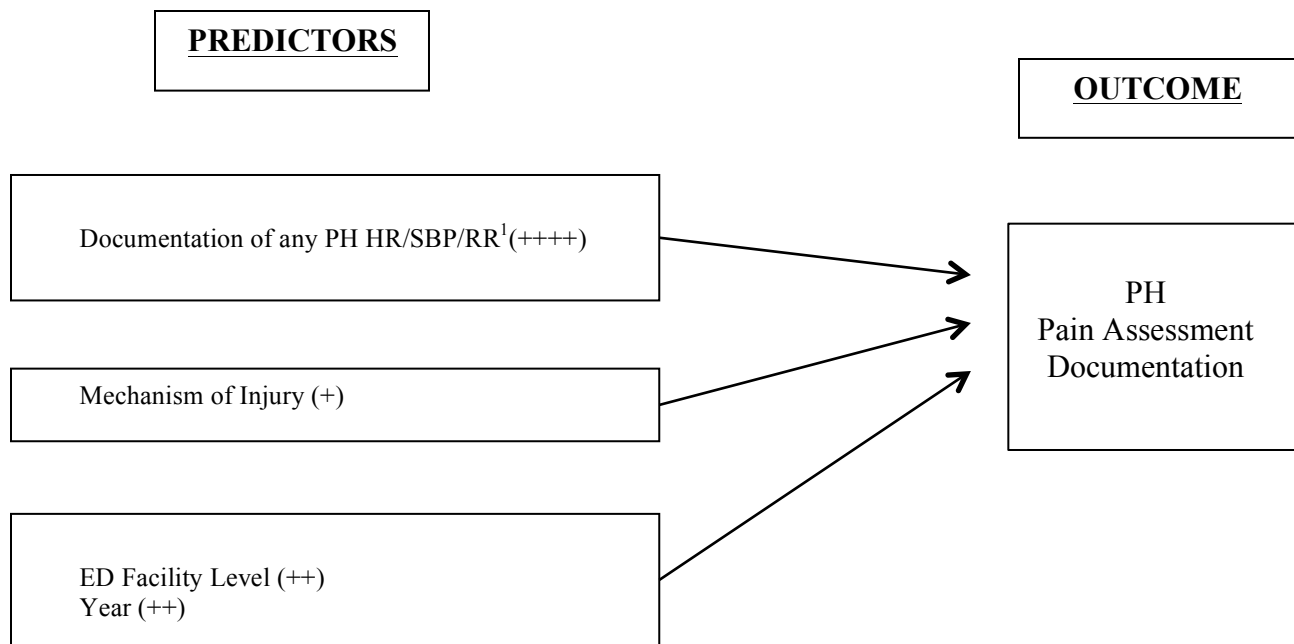 PREDICTORS
OUTCOME
Documentation of any PH HR/SBP/RR¹(++++)
Mechanism of Injury (+)
ED Facility Level (++)
Year (++)
PH
Pain Assessment
Documentation